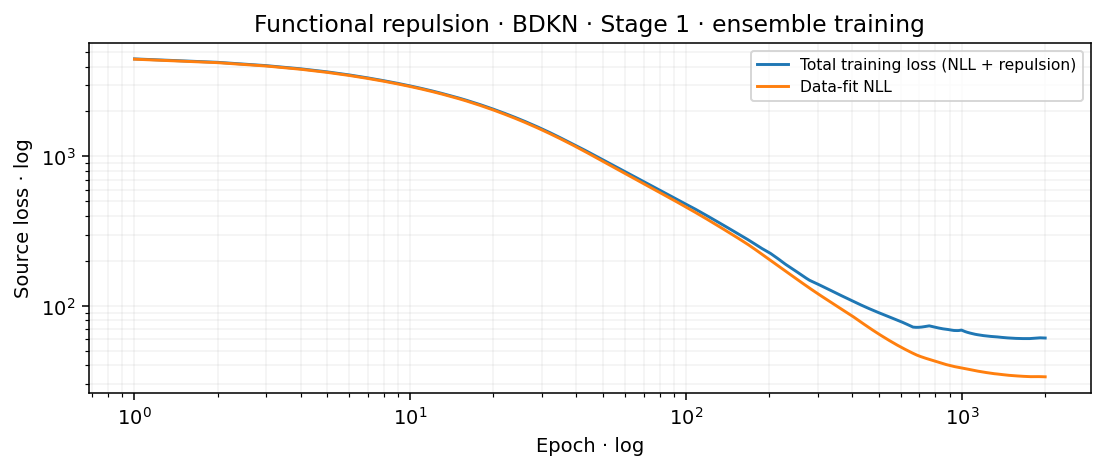 Functional repulsion · BDKN · Stage 1 · ensemble training
Total training loss (NLL + repulsion)
Data-fit NLL
Source loss · log
10³
10²
10⁰ 10¹ 10² 10³
Epoch · log